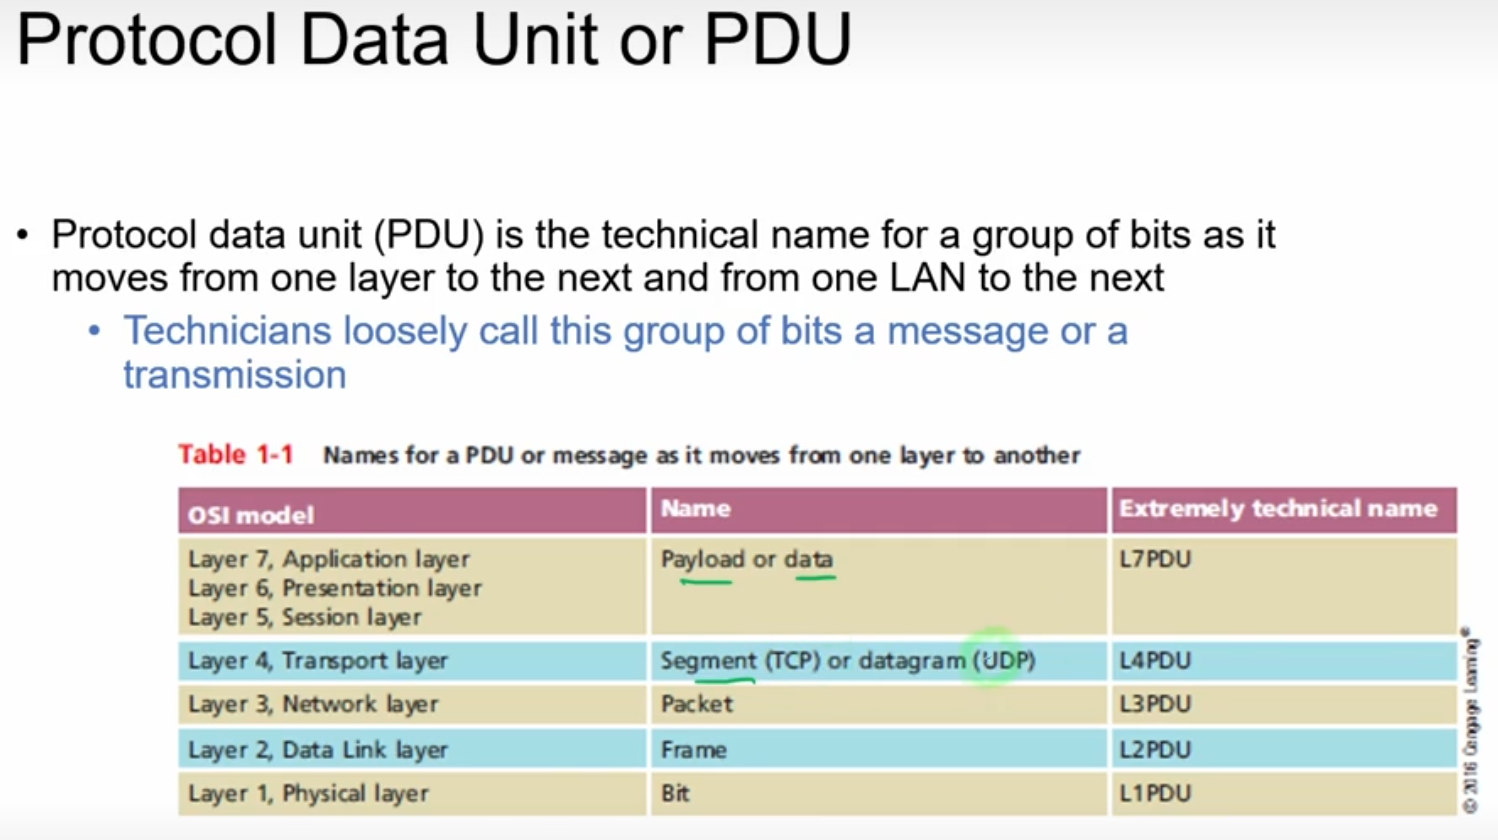 Protocol Data Unit or PDU
• Protocol data unit (PDU) is the technical name for a group of bits as it
moves from one layer to the next and from one LAN to the next
• Technicians loosely call this group of bits a message or a
transmission
Table 1-1 Names for a PDU or message as it moves from one layer to another
OSI model Name Extremely technical name
Layer 7, Application layer Payload or data L7PDU
Layer 6, Presentation layer
Layer 5, Session layer
Layer 4, Transport layer Segment (TCP) or datagram (UDP) L4PDU
Layer 3, Network layer Packet L3PDU
Layer 2, Data Link layer Frame L2PDU
Layer 1, Physical layer Bit L1PDU
© 2016 Cengage Learning®